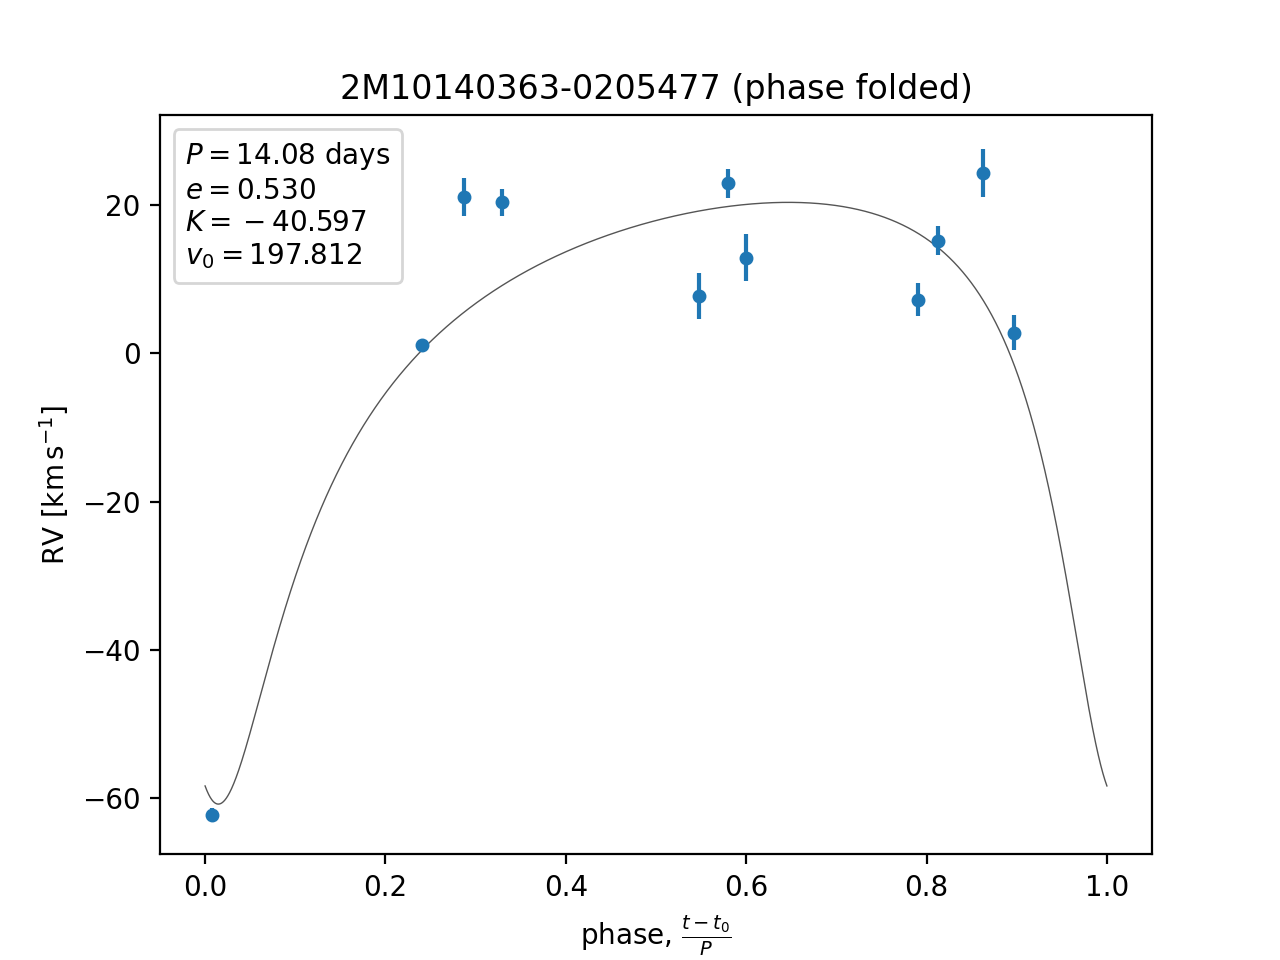 2M10140363-0205477 (phase folded)
P = 14.08 days
e = 0.530
K = −40.597
v₀ = 197.812
20
0
−20
−40
−60
RV [km s⁻¹]
0.0 0.2 0.4 0.6 0.8 1.0
phase, (t − t₀)/P